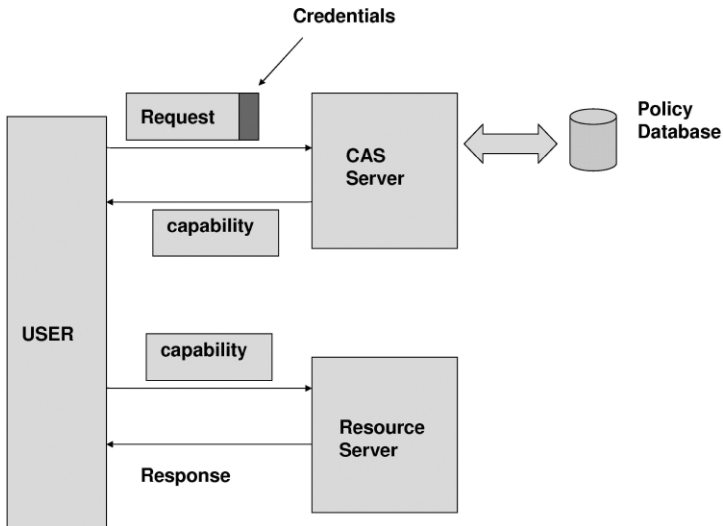 Credentials
Request
Policy
Database
CAS
Server
capability
USER
capability
Resource
Server
Response